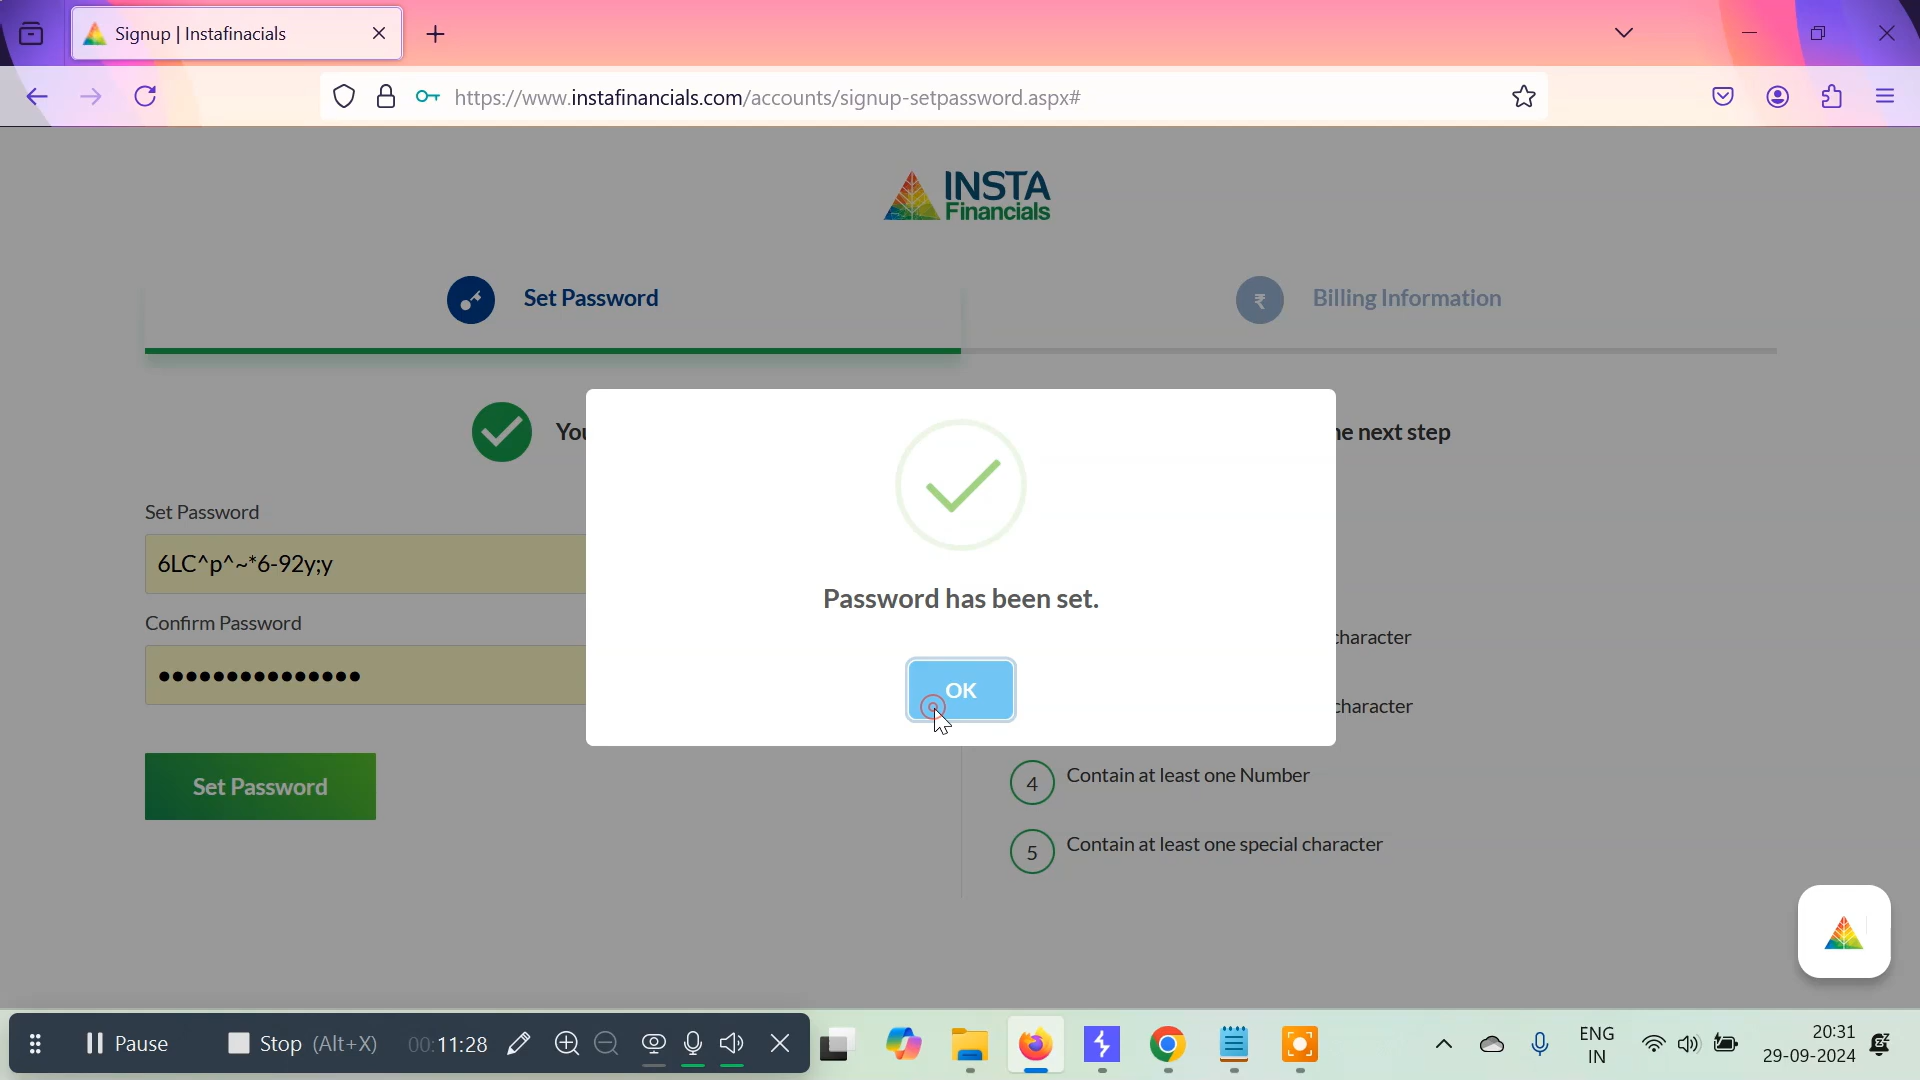 Signup | Instafinacials
https://www.instafinancials.com/accounts/signup-setpassword.aspx#
INSTA
Financials
Set Password
₹
Billing Information
You
he next step
Set Password
6LC^p^~*6-92y;y
Confirm Password
Set Password
Password has been set.
OK
character
character
4
Contain at least one Number
5
Contain at least one special character
Pause
Stop (Alt+X)
00:11:28
ENG
IN
20:31
29-09-2024